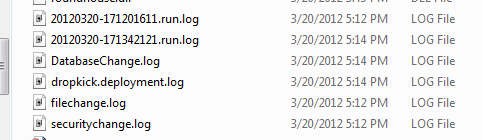 20120320-171201611.run.log 3/20/2012 5:12 PM LOG File
20120320-171342121.run.log 3/20/2012 5:14 PM LOG File
DatabaseChange.log 3/20/2012 5:14 PM LOG File
dropkick.deployment.log 3/20/2012 5:14 PM LOG File
filechange.log 3/20/2012 5:12 PM LOG File
securitychange.log 3/20/2012 5:12 PM LOG File